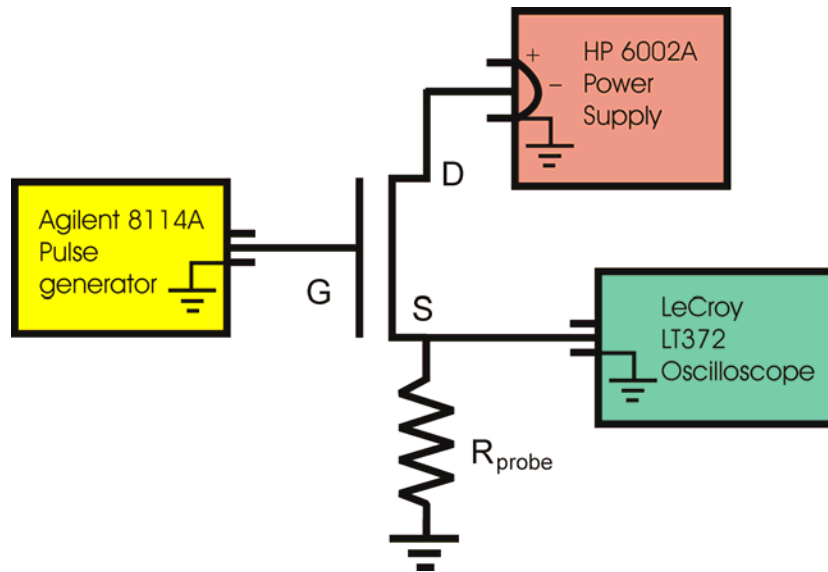 HP 6002A
Power
Supply
+
−
D
Agilent 8114A
Pulse
generator
G
S
LeCroy
LT372
Oscilloscope
Rprobe